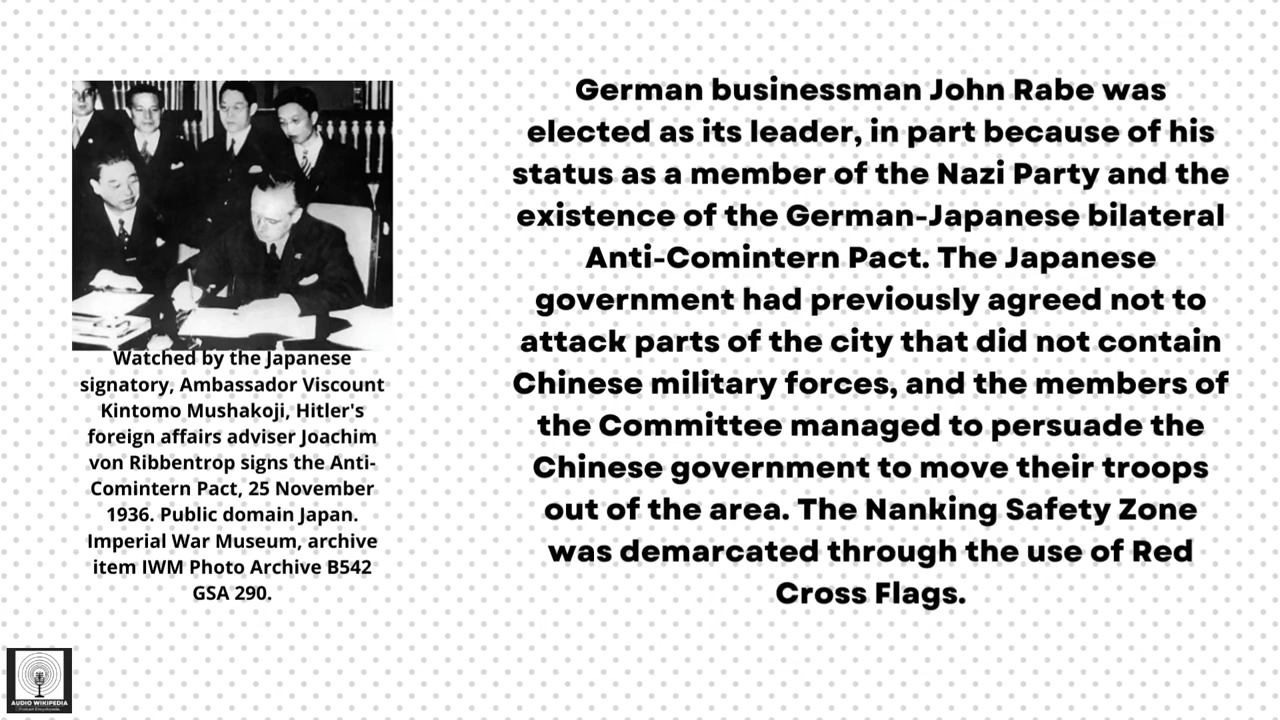 German businessman John Rabe was
elected as its leader, in part because of his
status as a member of the Nazi Party and the
existence of the German-Japanese bilateral
Anti-Comintern Pact. The Japanese
government had previously agreed not to
attack parts of the city that did not contain
Chinese military forces, and the members of
the Committee managed to persuade the
Chinese government to move their troops
out of the area. The Nanking Safety Zone
was demarcated through the use of Red
Cross Flags.
Watched by the Japanese
signatory, Ambassador Viscount
Kintomo Mushakoji, Hitler's
foreign affairs adviser Joachim
von Ribbentrop signs the Anti-
Comintern Pact, 25 November
1936. Public domain Japan.
Imperial War Museum, archive
item IWM Photo Archive B542
GSA 290.
AUDIO WIKIPEDIA
Podcast Encyclopedia